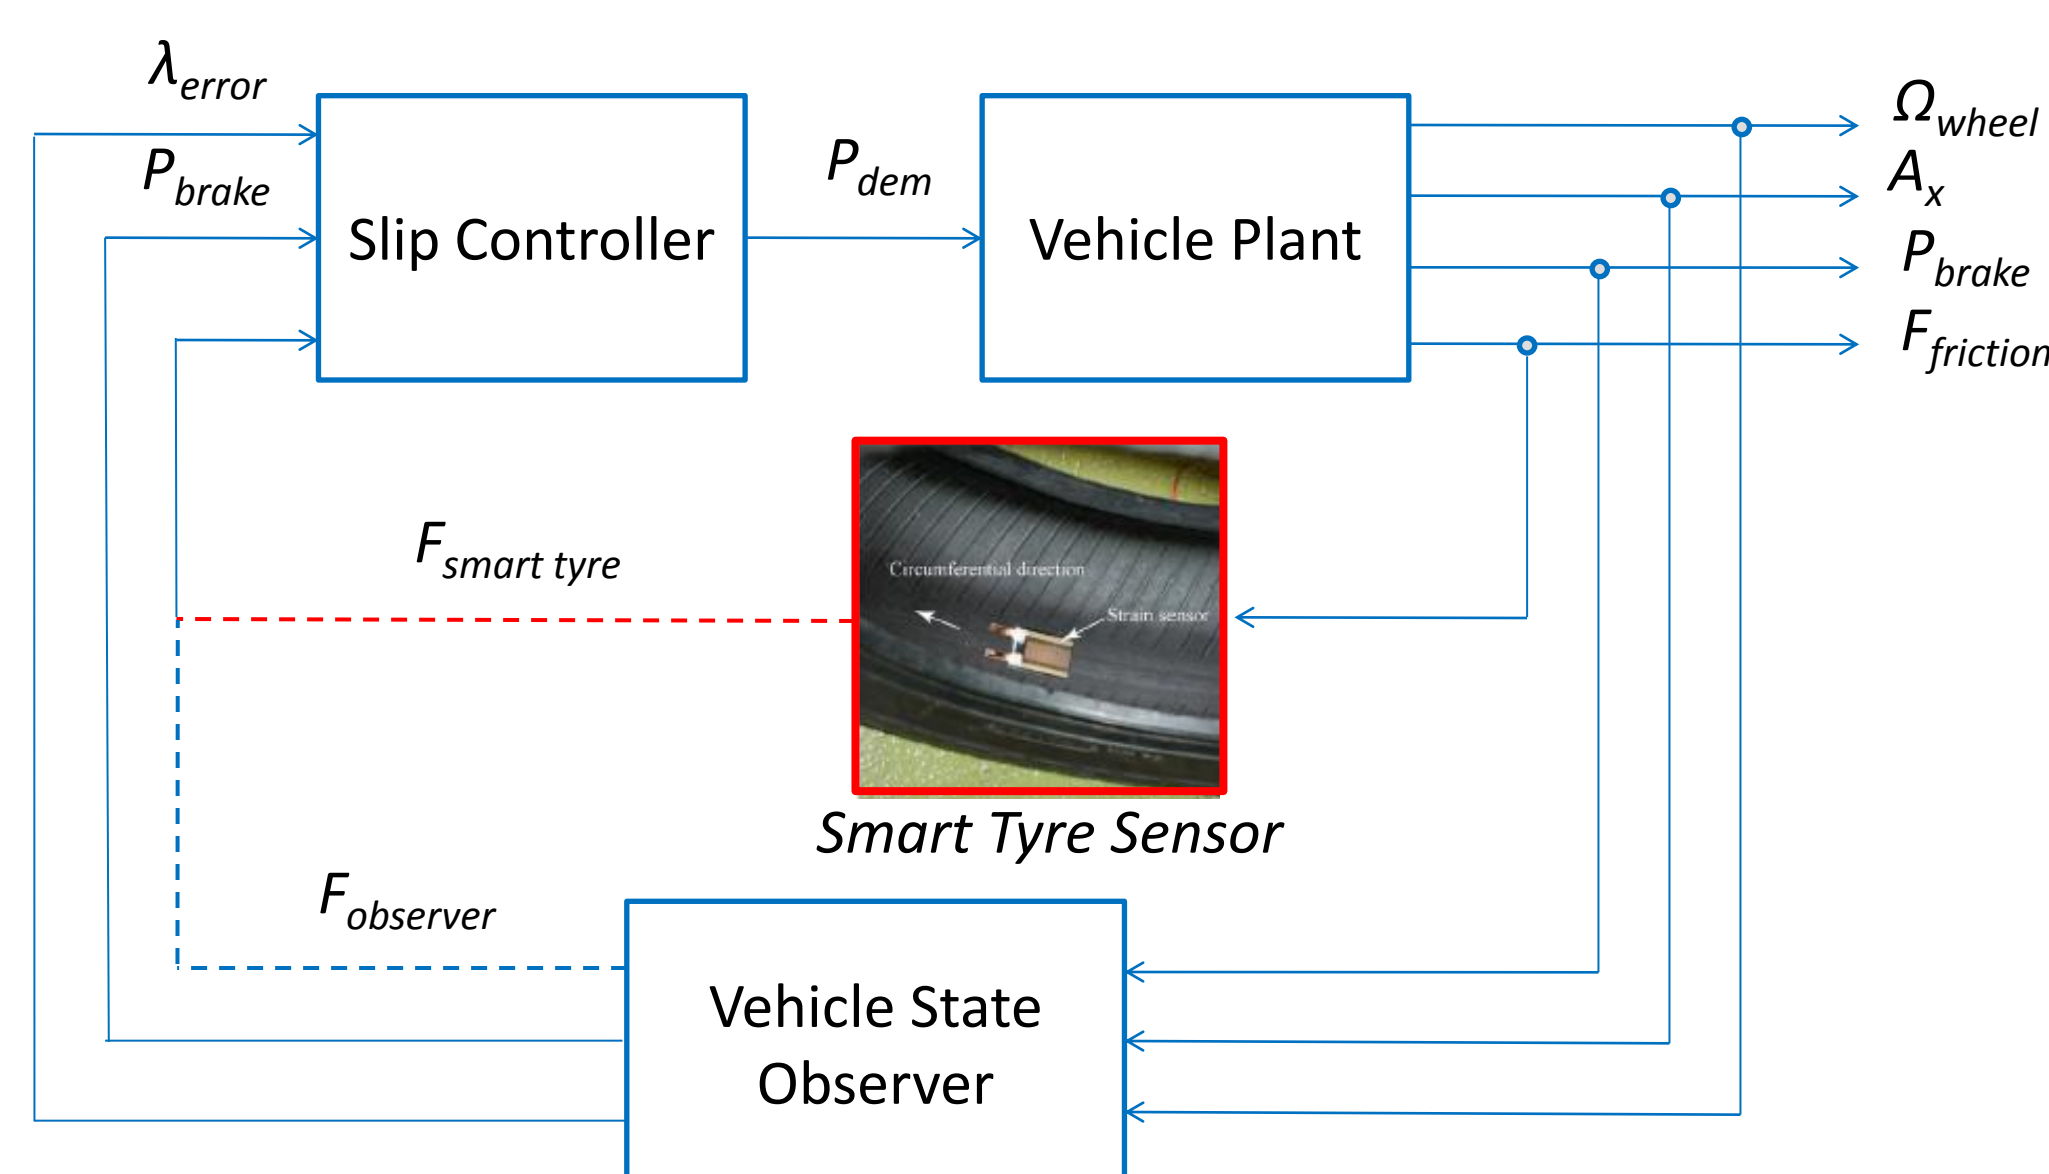 λerror
Pbrake
Slip Controller
Pdem
Vehicle Plant
Ωwheel
Ax
Pbrake
Ffriction
Fsmart tyre
Circumferential direction
Strain sensor
Smart Tyre Sensor
Fobserver
Vehicle State
Observer